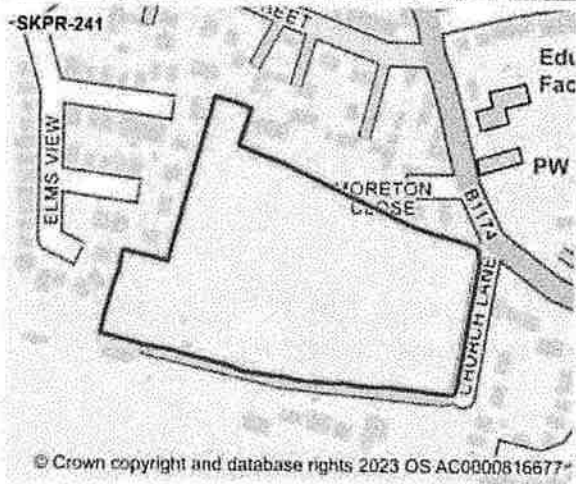 SKPR-241
REET
Edu
Fac
ELMS VIEW
MORETON
CLOSE
PW
B1174
CHURCH LANE
© Crown copyright and database rights 2023 OS AC0000816677